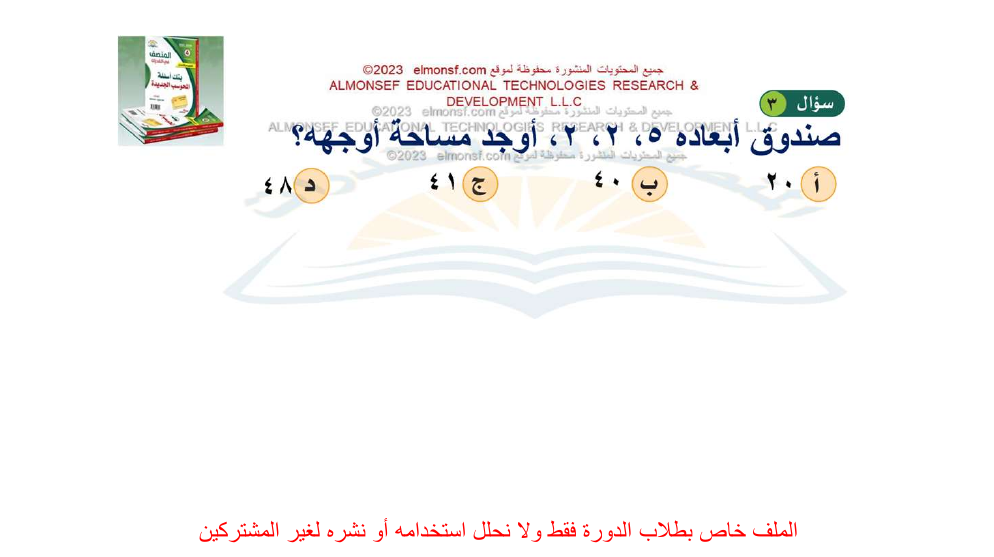 جميع المحتويات المنشورة محفوظة لموقع elmonsf.com ©2023
ALMONSEF EDUCATIONAL TECHNOLOGIES RESEARCH &
DEVELOPMENT L.L.C
سؤال ٣
جميع المحتويات المنشورة محفوظة لموقع elmonsf.com ©2023
ALMONSEF EDUCATIONAL TECHNOLOGIES RESEARCH & DEVELOPMENT L.L.C
صندوق أبعاده ٥، ٢، ٢، أوجد مساحة أوجهه؟
جميع المحتويات المنشورة محفوظة لموقع elmonsf.com ©2023
أ ٢٠ ب ٤٠ ج ٤١ د ٤٨
المنصف
بنك أسئلة
المحوسب الجديدة
الملف خاص بطلاب الدورة فقط ولا نحلل استخدامه أو نشره لغير المشتركين